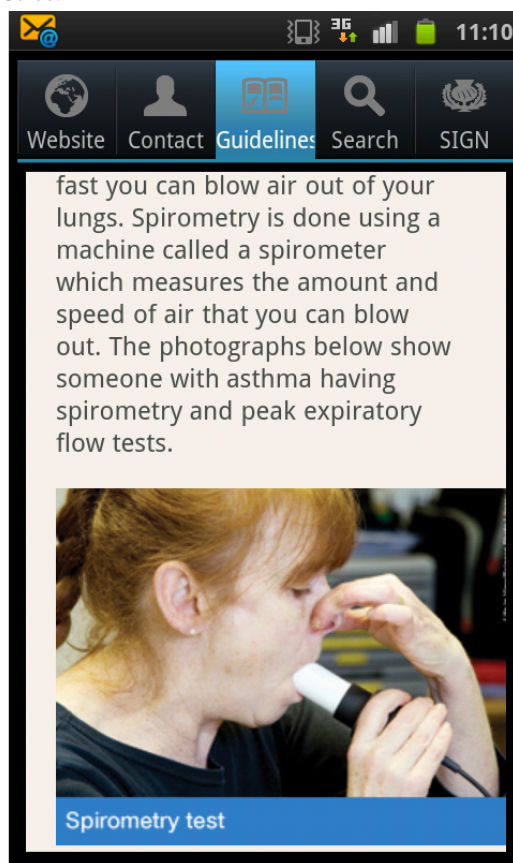 3G
11:10
Website Contact Guidelines Search SIGN
fast you can blow air out of your
lungs. Spirometry is done using a
machine called a spirometer
which measures the amount and
speed of air that you can blow
out. The photographs below show
someone with asthma having
spirometry and peak expiratory
flow tests.
Spirometry test